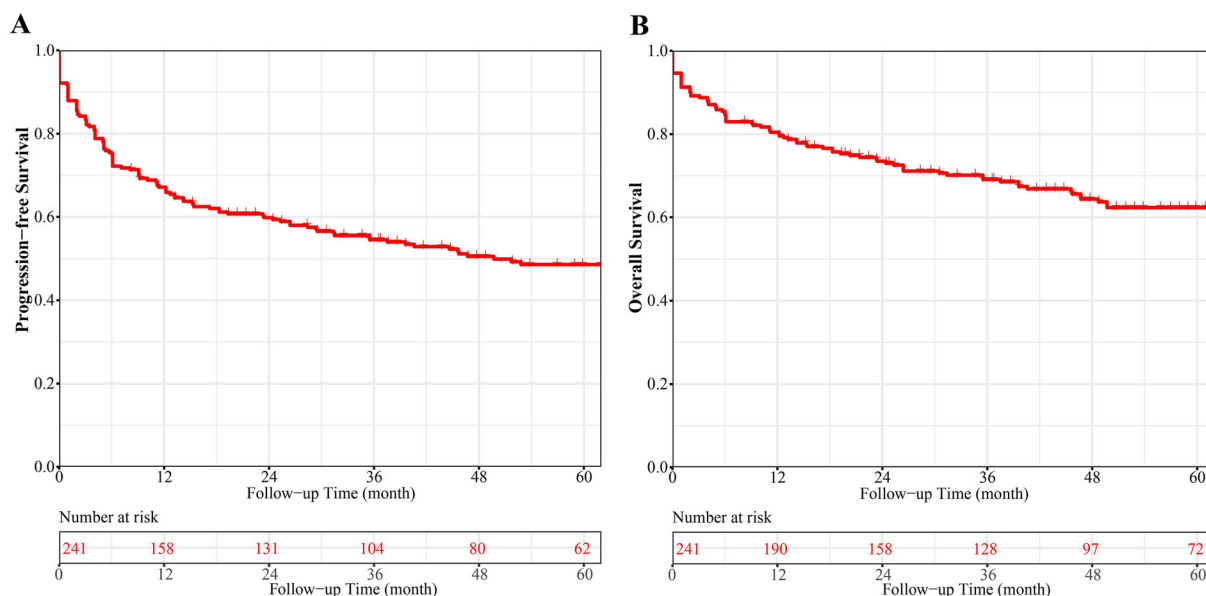 A
1.0
0.8
0.6
0.4
0.2
0.0
Progression−free Survival
0 12 24 36 48 60
Follow−up Time (month)
Number at risk
241 158 131 104 80 62
0 12 24 36 48 60
Follow−up Time (month)
B
1.0
0.8
0.6
0.4
0.2
0.0
Overall Survival
0 12 24 36 48 60
Follow−up Time (month)
Number at risk
241 190 158 128 97 72
0 12 24 36 48 60
Follow−up Time (month)